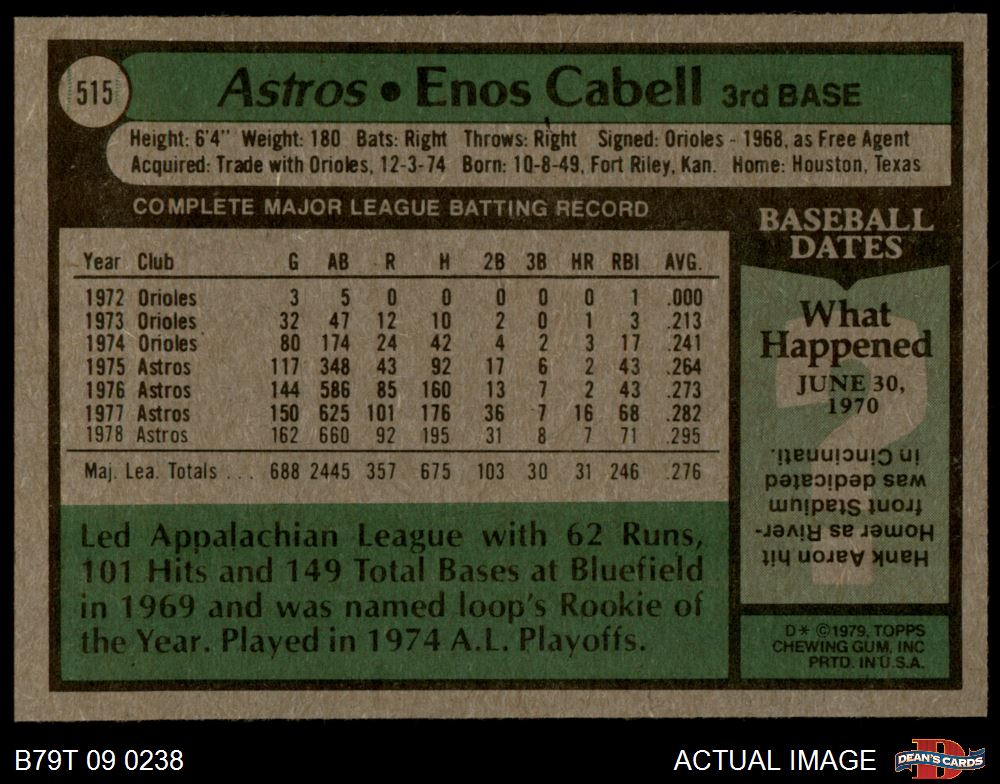 515
Astros • Enos Cabell 3rd BASE
Height: 6'4" Weight: 180 Bats: Right Throws: Right Signed: Orioles - 1968, as Free Agent
Acquired: Trade with Orioles, 12-3-74 Born: 10-8-49, Fort Riley, Kan. Home: Houston, Texas
COMPLETE MAJOR LEAGUE BATTING RECORD
Year Club G AB R H 2B 3B HR RBI AVG.
1972 Orioles 3 5 0 0 0 0 0 1 .000
1973 Orioles 32 47 12 10 2 0 1 3 .213
1974 Orioles 80 174 24 42 4 2 3 17 .241
1975 Astros 117 348 43 92 17 6 2 43 .264
1976 Astros 144 586 85 160 13 7 2 43 .273
1977 Astros 150 625 101 176 36 7 16 68 .282
1978 Astros 162 660 92 195 31 8 7 71 .295
Maj. Lea. Totals . . . 688 2445 357 675 103 30 31 246 .276
Led Appalachian League with 62 Runs,
101 Hits and 149 Total Bases at Bluefield
in 1969 and was named loop's Rookie of
the Year. Played in 1974 A.L. Playoffs.
BASEBALL
DATES
What
Happened
JUNE 30,
1970
Hank Aaron hit
Homer as River-
front Stadium
was dedicated
in Cincinnati.
D* ©1979, TOPPS
CHEWING GUM, INC
PRTD. IN U.S.A.
B79T 09 0238
ACTUAL IMAGE
D
DEAN'S CARDS